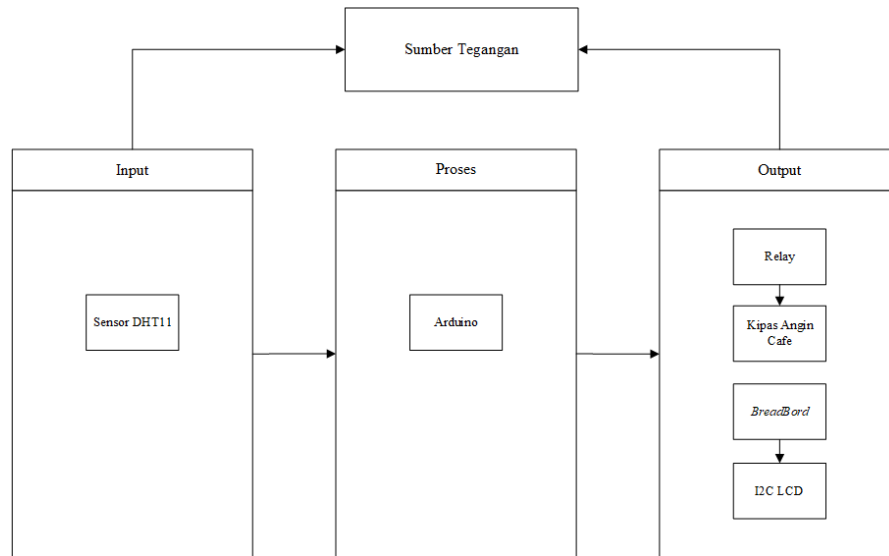 Sumber Tegangan
Input
Proses
Output
Sensor DHT11
Arduino
Relay
Kipas Angin
Cafe
BreadBord
I2C LCD